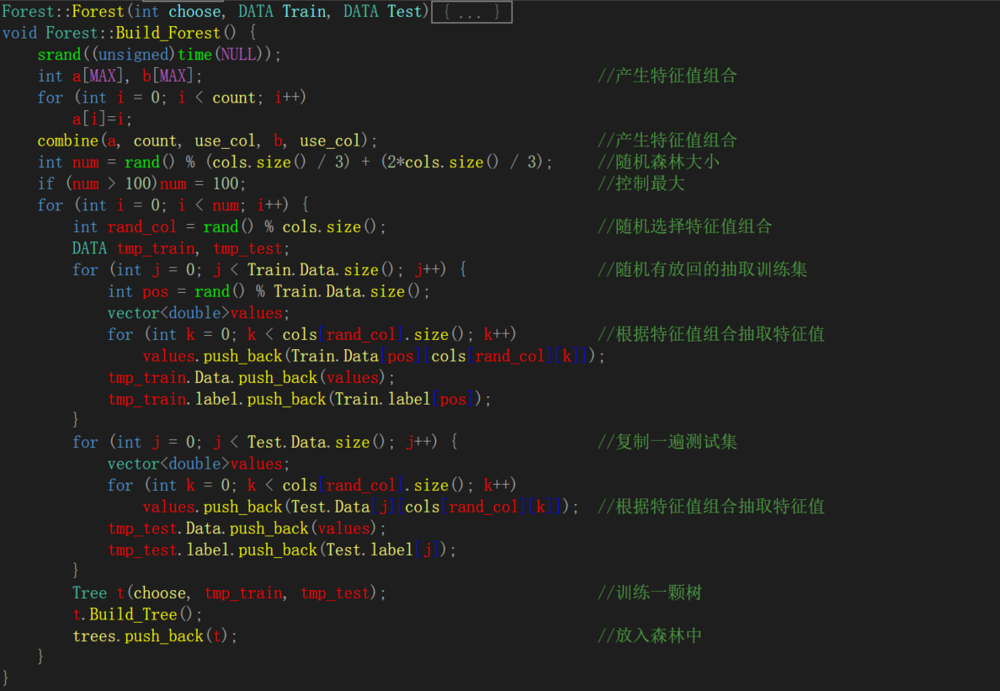 Forest::Forest(int choose, DATA Train, DATA Test){ ... }
void Forest::Build_Forest() {
    srand((unsigned)time(NULL));
    int a[MAX], b[MAX];                                             //产生特征值组合
    for (int i = 0; i < count; i++)
        a[i]=i;
    combine(a, count, use_col, b, use_col);                         //产生特征值组合
    int num = rand() % (cols.size() / 3) + (2*cols.size() / 3);     //随机森林大小
    if (num > 100)num = 100;                                        //控制最大
    for (int i = 0; i < num; i++) {
        int rand_col = rand() % cols.size();                        //随机选择特征值组合
        DATA tmp_train, tmp_test;
        for (int j = 0; j < Train.Data.size(); j++) {               //随机有放回的抽取训练集
            int pos = rand() % Train.Data.size();
            vector<double>values;
            for (int k = 0; k < cols[rand_col].size(); k++)         //根据特征值组合抽取特征值
                values.push_back(Train.Data[pos][cols[rand_col][k]]);
            tmp_train.Data.push_back(values);
            tmp_train.label.push_back(Train.label[pos]);
        }
        for (int j = 0; j < Test.Data.size(); j++) {                //复制一遍测试集
            vector<double>values;
            for (int k = 0; k < cols[rand_col].size(); k++)
                values.push_back(Test.Data[j][cols[rand_col][k]]);  //根据特征值组合抽取特征值
            tmp_test.Data.push_back(values);
            tmp_test.label.push_back(Test.label[j]);
        }
        Tree t(choose, tmp_train, tmp_test);                        //训练一颗树
        t.Build_Tree();
        trees.push_back(t);                                         //放入森林中
    }
}